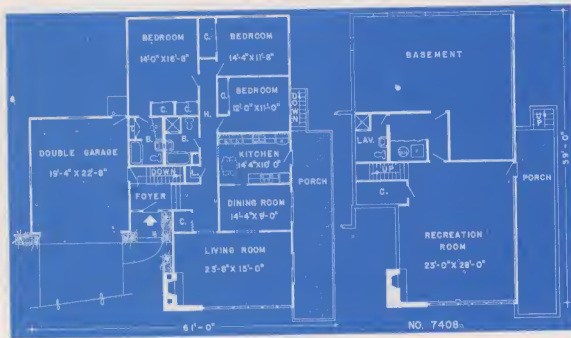 BEDROOM
14'-0" X 16'-8"
C.
BEDROOM
14'-4" X 11'-8"
C.
BEDROOM
12'-0" X 11'-0"
DOWN
C.
C.
H.
B.
B.
DOUBLE GARAGE
19'-4" X 22'-8"
DOWN
KITCHEN
14'4" X 10' 0"
PORCH
FOYER
DINING ROOM
14'-4" X 9'-0"
C.
LIVING ROOM
23'-8" X 15'-0"
61'-0"
BASEMENT
LAV.
UP
C.
UP
PORCH
39'-0"
RECREATION
ROOM
23'-0" X 28'-0"
NO. 7408